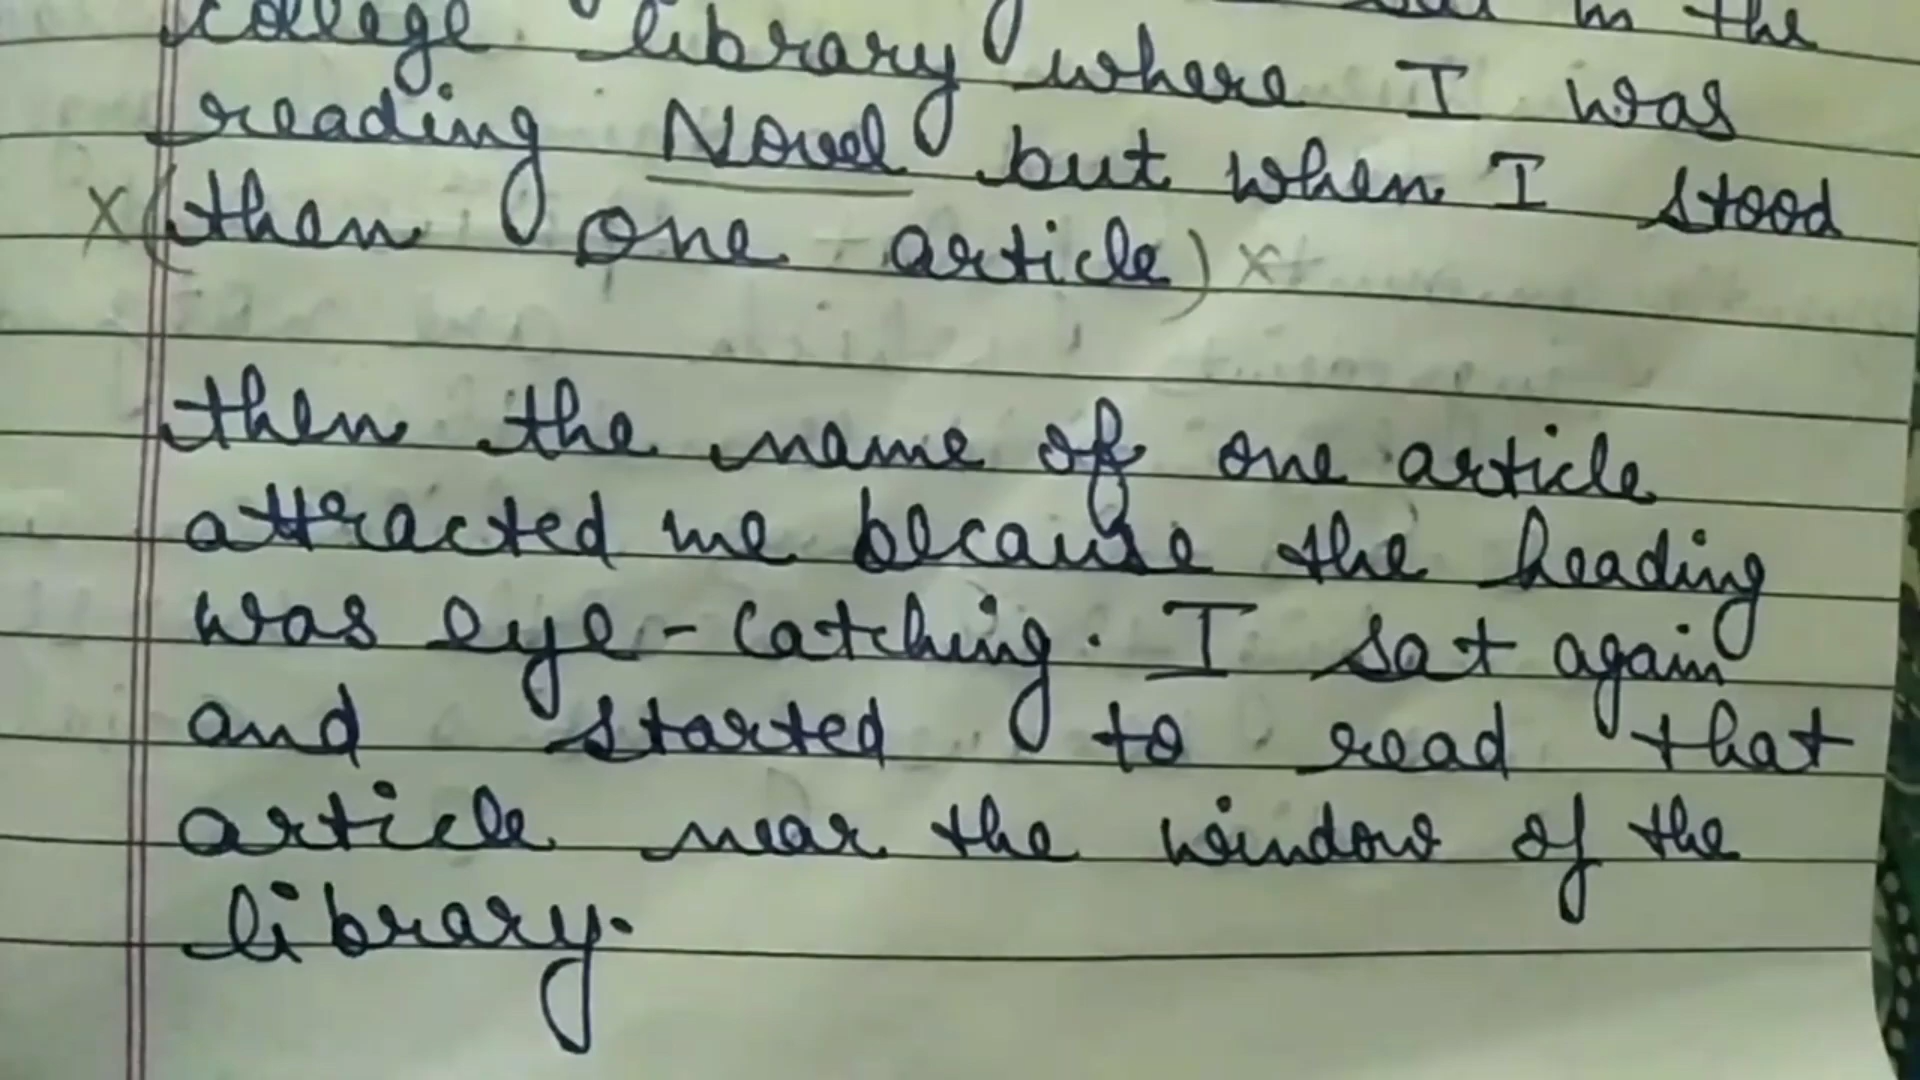 in the
college library where I was
reading Novel but when I stood
x(then one article)x
then the name of one article
attracted me because the heading
was eye-catching. I sat again
and started to read that
article near the window of the
library.